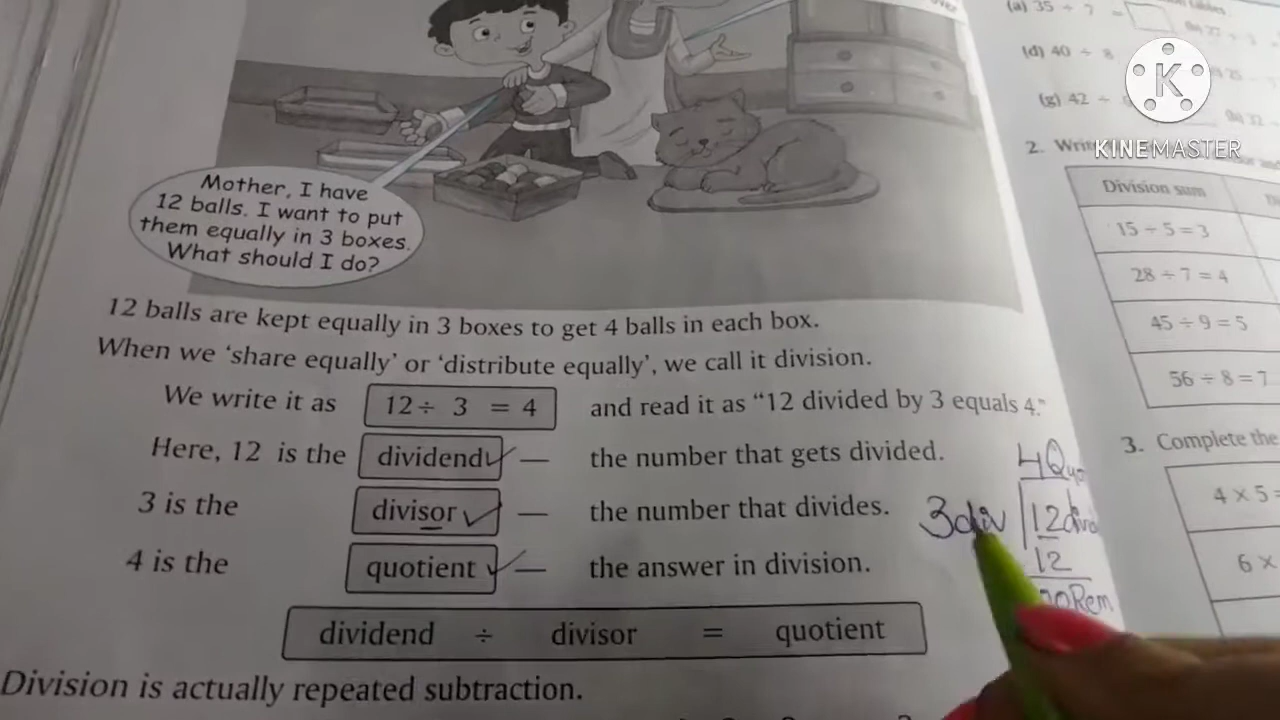 Mother, I have
12 balls. I want to put
them equally in 3 boxes.
What should I do?
12 balls are kept equally in 3 boxes to get 4 balls in each box.
When we ‘share equally’ or ‘distribute equally’, we call it division.
We write it as 12 ÷ 3 = 4 and read it as “12 divided by 3 equals 4.”
Here, 12 is the dividend — the number that gets divided.
3 is the divisor — the number that divides.
4 is the quotient — the answer in division.
dividend ÷ divisor = quotient
Division is actually repeated subtraction.
4 Quo
3 div 12 divid
12
Rem
(a) 35 ÷ 7 =
(d) 40 ÷ 8
(g) 42 ÷
KINEMASTER
K
2.
Division sum
15 ÷ 5 = 3
28 ÷ 7 = 4
45 ÷ 9 = 5
56 ÷ 8 = 7
3. Complete the
4 × 5 =
6 ×